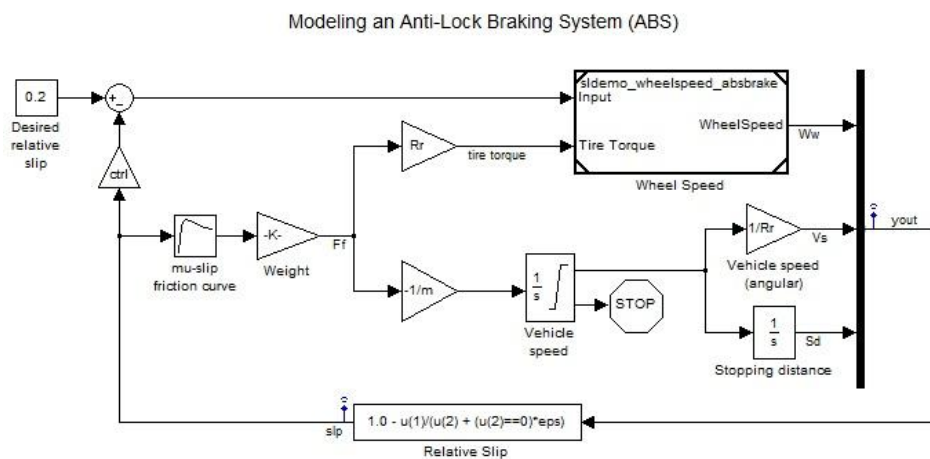 Modeling an Anti-Lock Braking System (ABS)
0.2
Desired
relative
slip
+
-
ctrl
mu-slip
friction curve
-K-
Weight
Ff
Rr
tire torque
-1/m
sldemo_wheelspeed_absbrake
Input
WheelSpeed
Tire Torque
Wheel Speed
Ww
1
s
Vehicle
speed
STOP
1/Rr
Vs
Vehicle speed
(angular)
1
s
Sd
Stopping distance
yout
slp
1.0 - u(1)/(u(2) + (u(2)==0)*eps)
Relative Slip